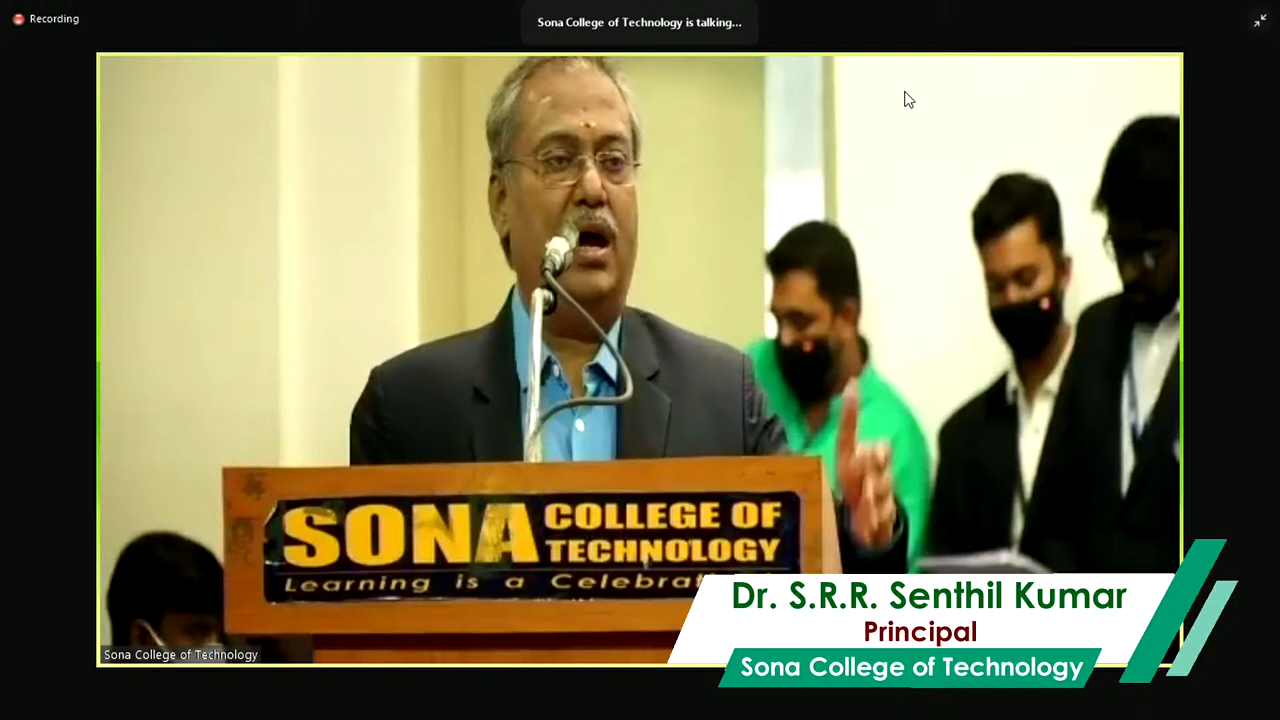 Recording
Sona College of Technology is talking...
SONA COLLEGE OF
TECHNOLOGY
Learning is a
Dr. S.R.R. Senthil Kumar
Principal
Sona College of Technology
Sona College of Technology